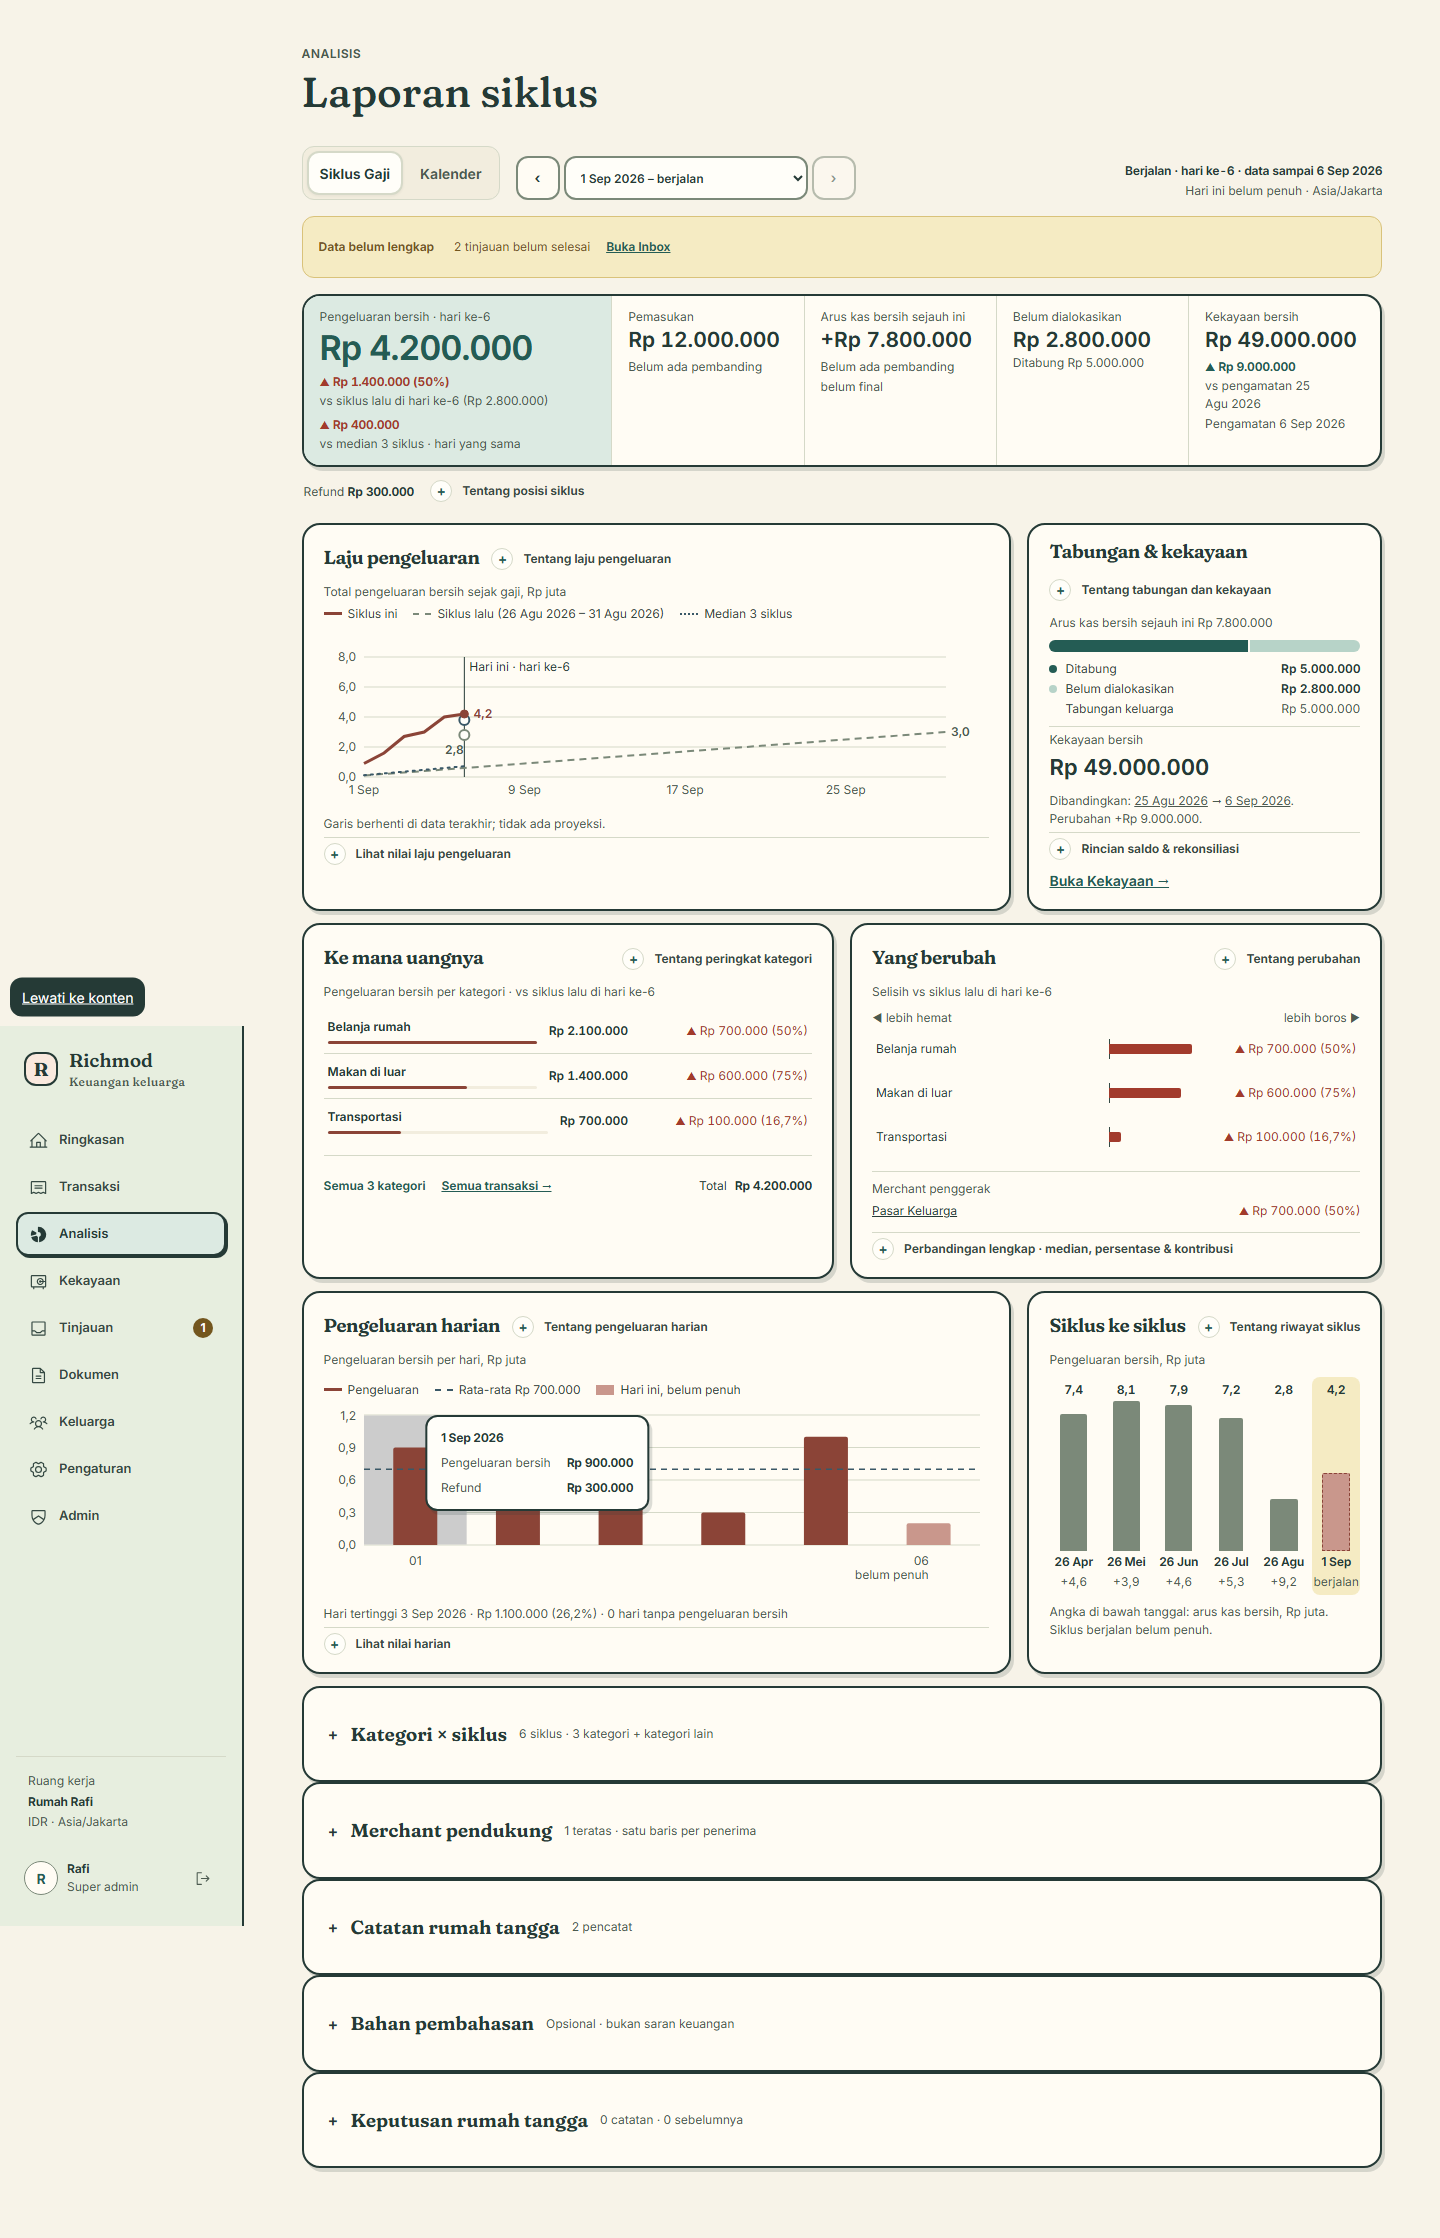 ANALISIS
Laporan siklus
Siklus Gaji
Kalender
‹
1 Sep 2026 – berjalan
›
Berjalan · hari ke-6 · data sampai 6 Sep 2026
Hari ini belum penuh · Asia/Jakarta
Data belum lengkap 2 tinjauan belum selesai Buka Inbox
Pengeluaran bersih · hari ke-6
Rp 4.200.000
▲ Rp 1.400.000 (50%)
vs siklus lalu di hari ke-6 (Rp 2.800.000)
▲ Rp 400.000
vs median 3 siklus · hari yang sama
Pemasukan
Rp 12.000.000
Belum ada pembanding
Arus kas bersih sejauh ini
+Rp 7.800.000
Belum ada pembanding
belum final
Belum dialokasikan
Rp 2.800.000
Ditabung Rp 5.000.000
Kekayaan bersih
Rp 49.000.000
▲ Rp 9.000.000
vs pengamatan 25
Agu 2026
Pengamatan 6 Sep 2026
Refund Rp 300.000 + Tentang posisi siklus
Laju pengeluaran + Tentang laju pengeluaran
Total pengeluaran bersih sejak gaji, Rp juta
Siklus ini Siklus lalu (26 Agu 2026 – 31 Agu 2026) Median 3 siklus
8,0
6,0
4,0
2,0
0,0
Hari ini · hari ke-6
4,2
2,8
3,0
1 Sep 9 Sep 17 Sep 25 Sep
Garis berhenti di data terakhir; tidak ada proyeksi.
+ Lihat nilai laju pengeluaran
Tabungan & kekayaan
+ Tentang tabungan dan kekayaan
Arus kas bersih sejauh ini Rp 7.800.000
Ditabung Rp 5.000.000
Belum dialokasikan Rp 2.800.000
Tabungan keluarga Rp 5.000.000
Kekayaan bersih
Rp 49.000.000
Dibandingkan: 25 Agu 2026 → 6 Sep 2026.
Perubahan +Rp 9.000.000.
+ Rincian saldo & rekonsiliasi
Buka Kekayaan →
Ke mana uangnya + Tentang peringkat kategori
Pengeluaran bersih per kategori · vs siklus lalu di hari ke-6
Belanja rumah Rp 2.100.000 ▲ Rp 700.000 (50%)
Makan di luar Rp 1.400.000 ▲ Rp 600.000 (75%)
Transportasi Rp 700.000 ▲ Rp 100.000 (16,7%)
Semua 3 kategori Semua transaksi → Total Rp 4.200.000
Yang berubah + Tentang perubahan
Selisih vs siklus lalu di hari ke-6
◀ lebih hemat lebih boros ▶
Belanja rumah ▲ Rp 700.000 (50%)
Makan di luar ▲ Rp 600.000 (75%)
Transportasi ▲ Rp 100.000 (16,7%)
Merchant penggerak
Pasar Keluarga ▲ Rp 700.000 (50%)
+ Perbandingan lengkap · median, persentase & kontribusi
Lewati ke konten
R
Richmod
Keuangan keluarga
Ringkasan
Transaksi
Analisis
Kekayaan
Tinjauan 1
Dokumen
Keluarga
Pengaturan
Admin
Ruang kerja
Rumah Rafi
IDR · Asia/Jakarta
R
Rafi
Super admin
Pengeluaran harian + Tentang pengeluaran harian
Pengeluaran bersih per hari, Rp juta
Pengeluaran Rata-rata Rp 700.000 Hari ini, belum penuh
1,2
0,9
0,6
0,3
0,0
1 Sep 2026
Pengeluaran bersih Rp 900.000
Refund Rp 300.000
01 06
belum penuh
Hari tertinggi 3 Sep 2026 · Rp 1.100.000 (26,2%) · 0 hari tanpa pengeluaran bersih
+ Lihat nilai harian
Siklus ke siklus + Tentang riwayat siklus
Pengeluaran bersih, Rp juta
7,4 8,1 7,9 7,2 2,8 4,2
26 Apr 26 Mei 26 Jun 26 Jul 26 Agu 1 Sep
+4,6 +3,9 +4,6 +5,3 +9,2 berjalan
Angka di bawah tanggal: arus kas bersih, Rp juta.
Siklus berjalan belum penuh.
+ Kategori × siklus 6 siklus · 3 kategori + kategori lain
+ Merchant pendukung 1 teratas · satu baris per penerima
+ Catatan rumah tangga 2 pencatat
+ Bahan pembahasan Opsional · bukan saran keuangan
+ Keputusan rumah tangga 0 catatan · 0 sebelumnya